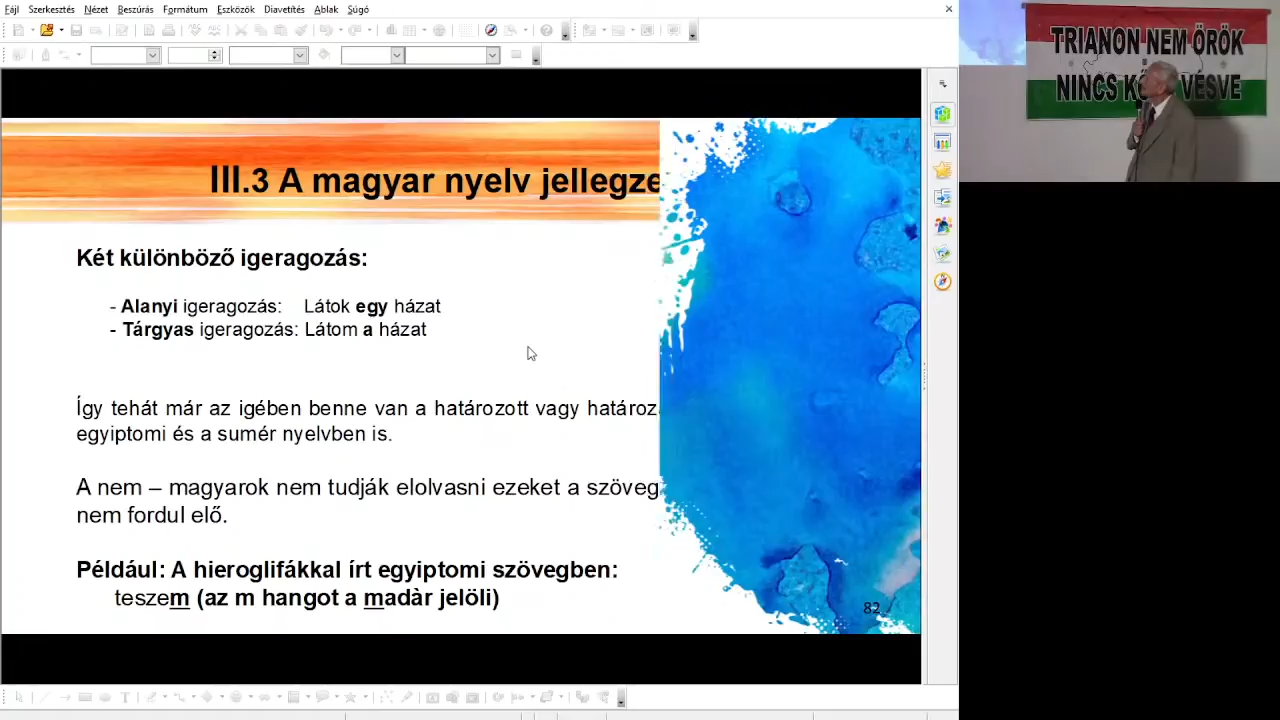 Fájl Szerkesztés Nézet Beszúrás Formátum Eszközök Diavetítés Ablak Súgó
TRIANON NEM ÖRÖK
NINCS VÉSVE
III.3 A magyar nyelv jellegze
Két különböző igeragozás:
- Alanyi igeragozás: Látok egy házat
- Tárgyas igeragozás: Látom a házat
Így tehát már az igében benne van a határozott vagy határoz
egyiptomi és a sumér nyelvben is.
A nem – magyarok nem tudják elolvasni ezeket a szöveg
nem fordul elő.
Például: A hieroglifákkal írt egyiptomi szövegben:
teszem (az m hangot a madàr jelöli)
82